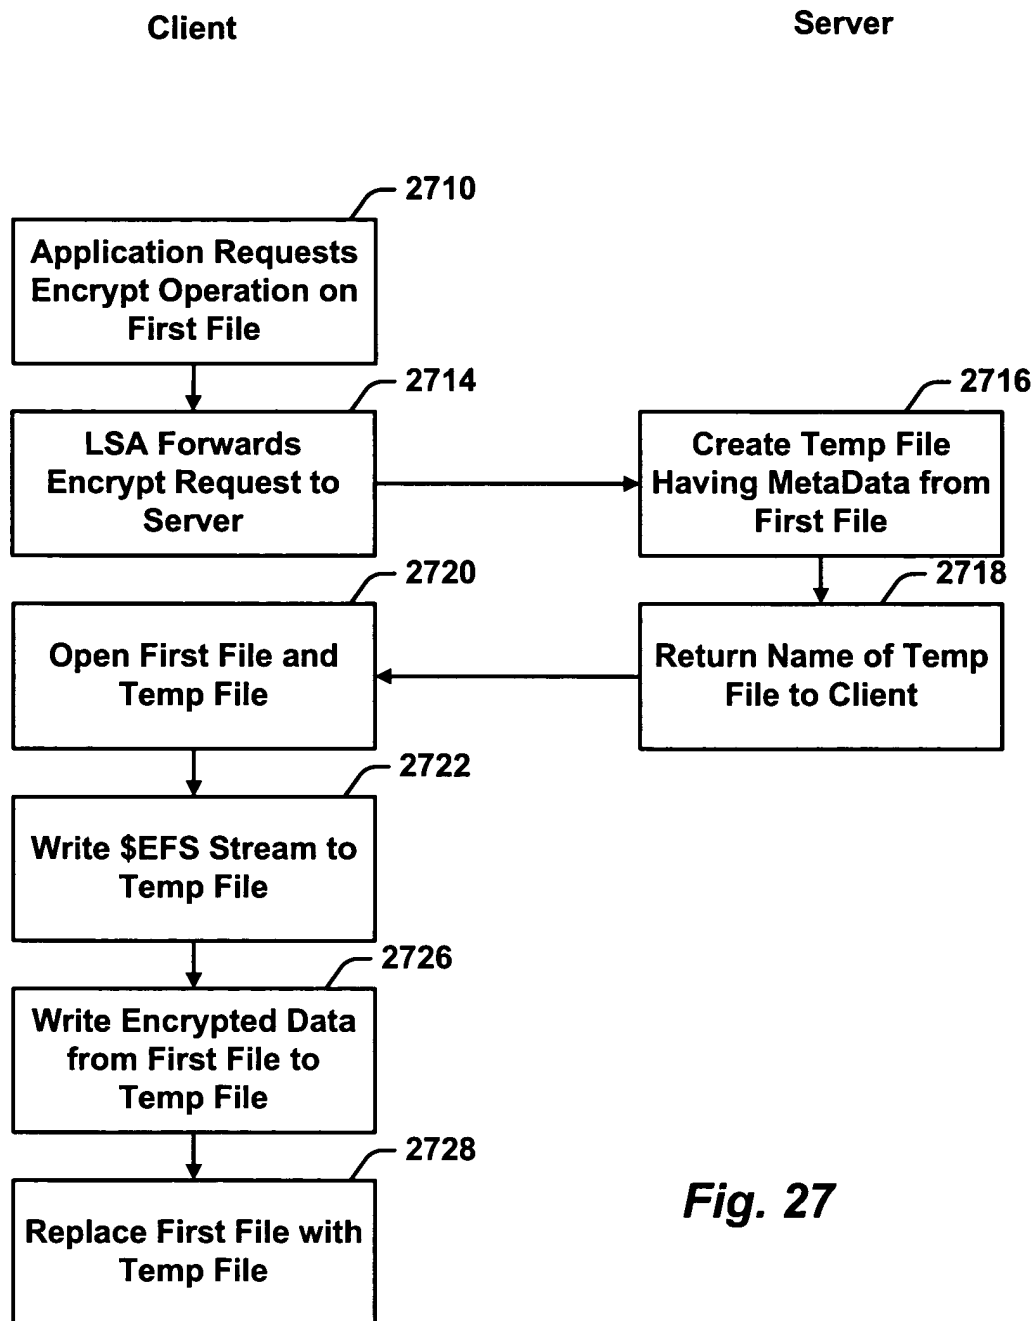 Client
Server
2710
Application Requests
Encrypt Operation on
First File
2714
LSA Forwards
Encrypt Request to
Server
2716
Create Temp File
Having MetaData from
First File
2718
Return Name of Temp
File to Client
2720
Open First File and
Temp File
2722
Write $EFS Stream to
Temp File
2726
Write Encrypted Data
from First File to
Temp File
2728
Replace First File with
Temp File
Fig. 27